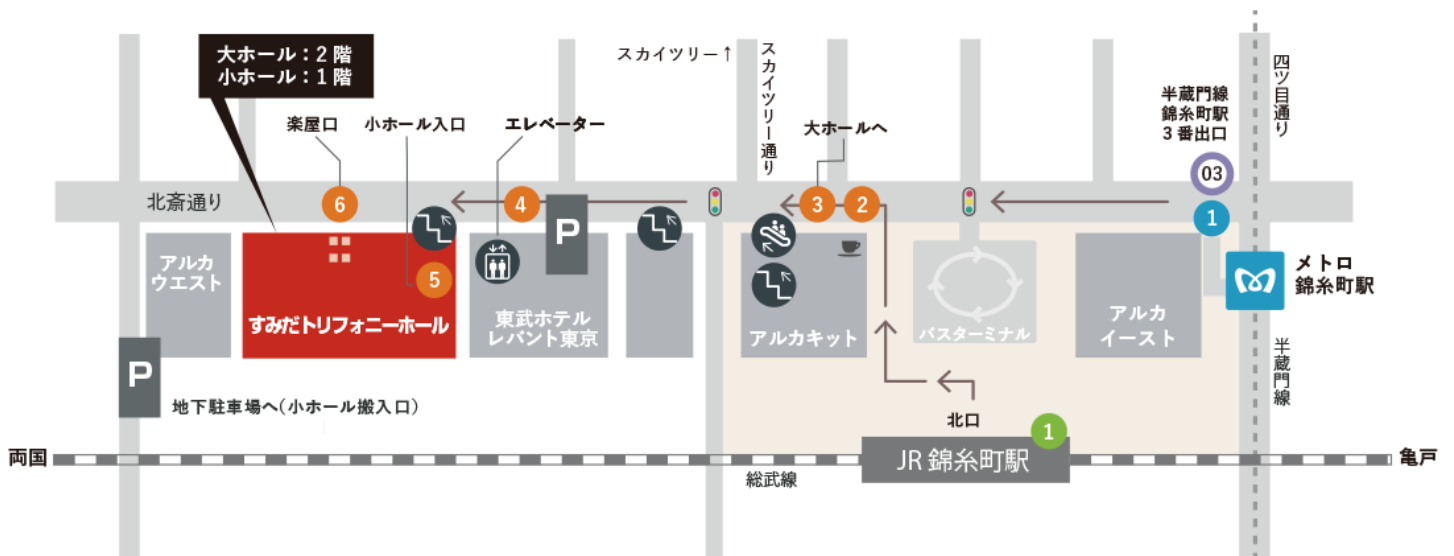 大ホール：2階
小ホール：1階
スカイツリー↑
スカイツリー通り
四ツ目通り
半蔵門線
錦糸町駅
3番出口
03
1
楽屋口
小ホール入口
エレベーター
大ホールへ
北斎通り
6
4
3
2
P
5
アルカ
ウエスト
すみだトリフォニーホール
東武ホテル
レバント東京
アルカキット
バスターミナル
アルカ
イースト
メトロ
錦糸町駅
半蔵門線
P
地下駐車場へ(小ホール搬入口)
北口
1
両国
JR 錦糸町駅
亀戸
総武線